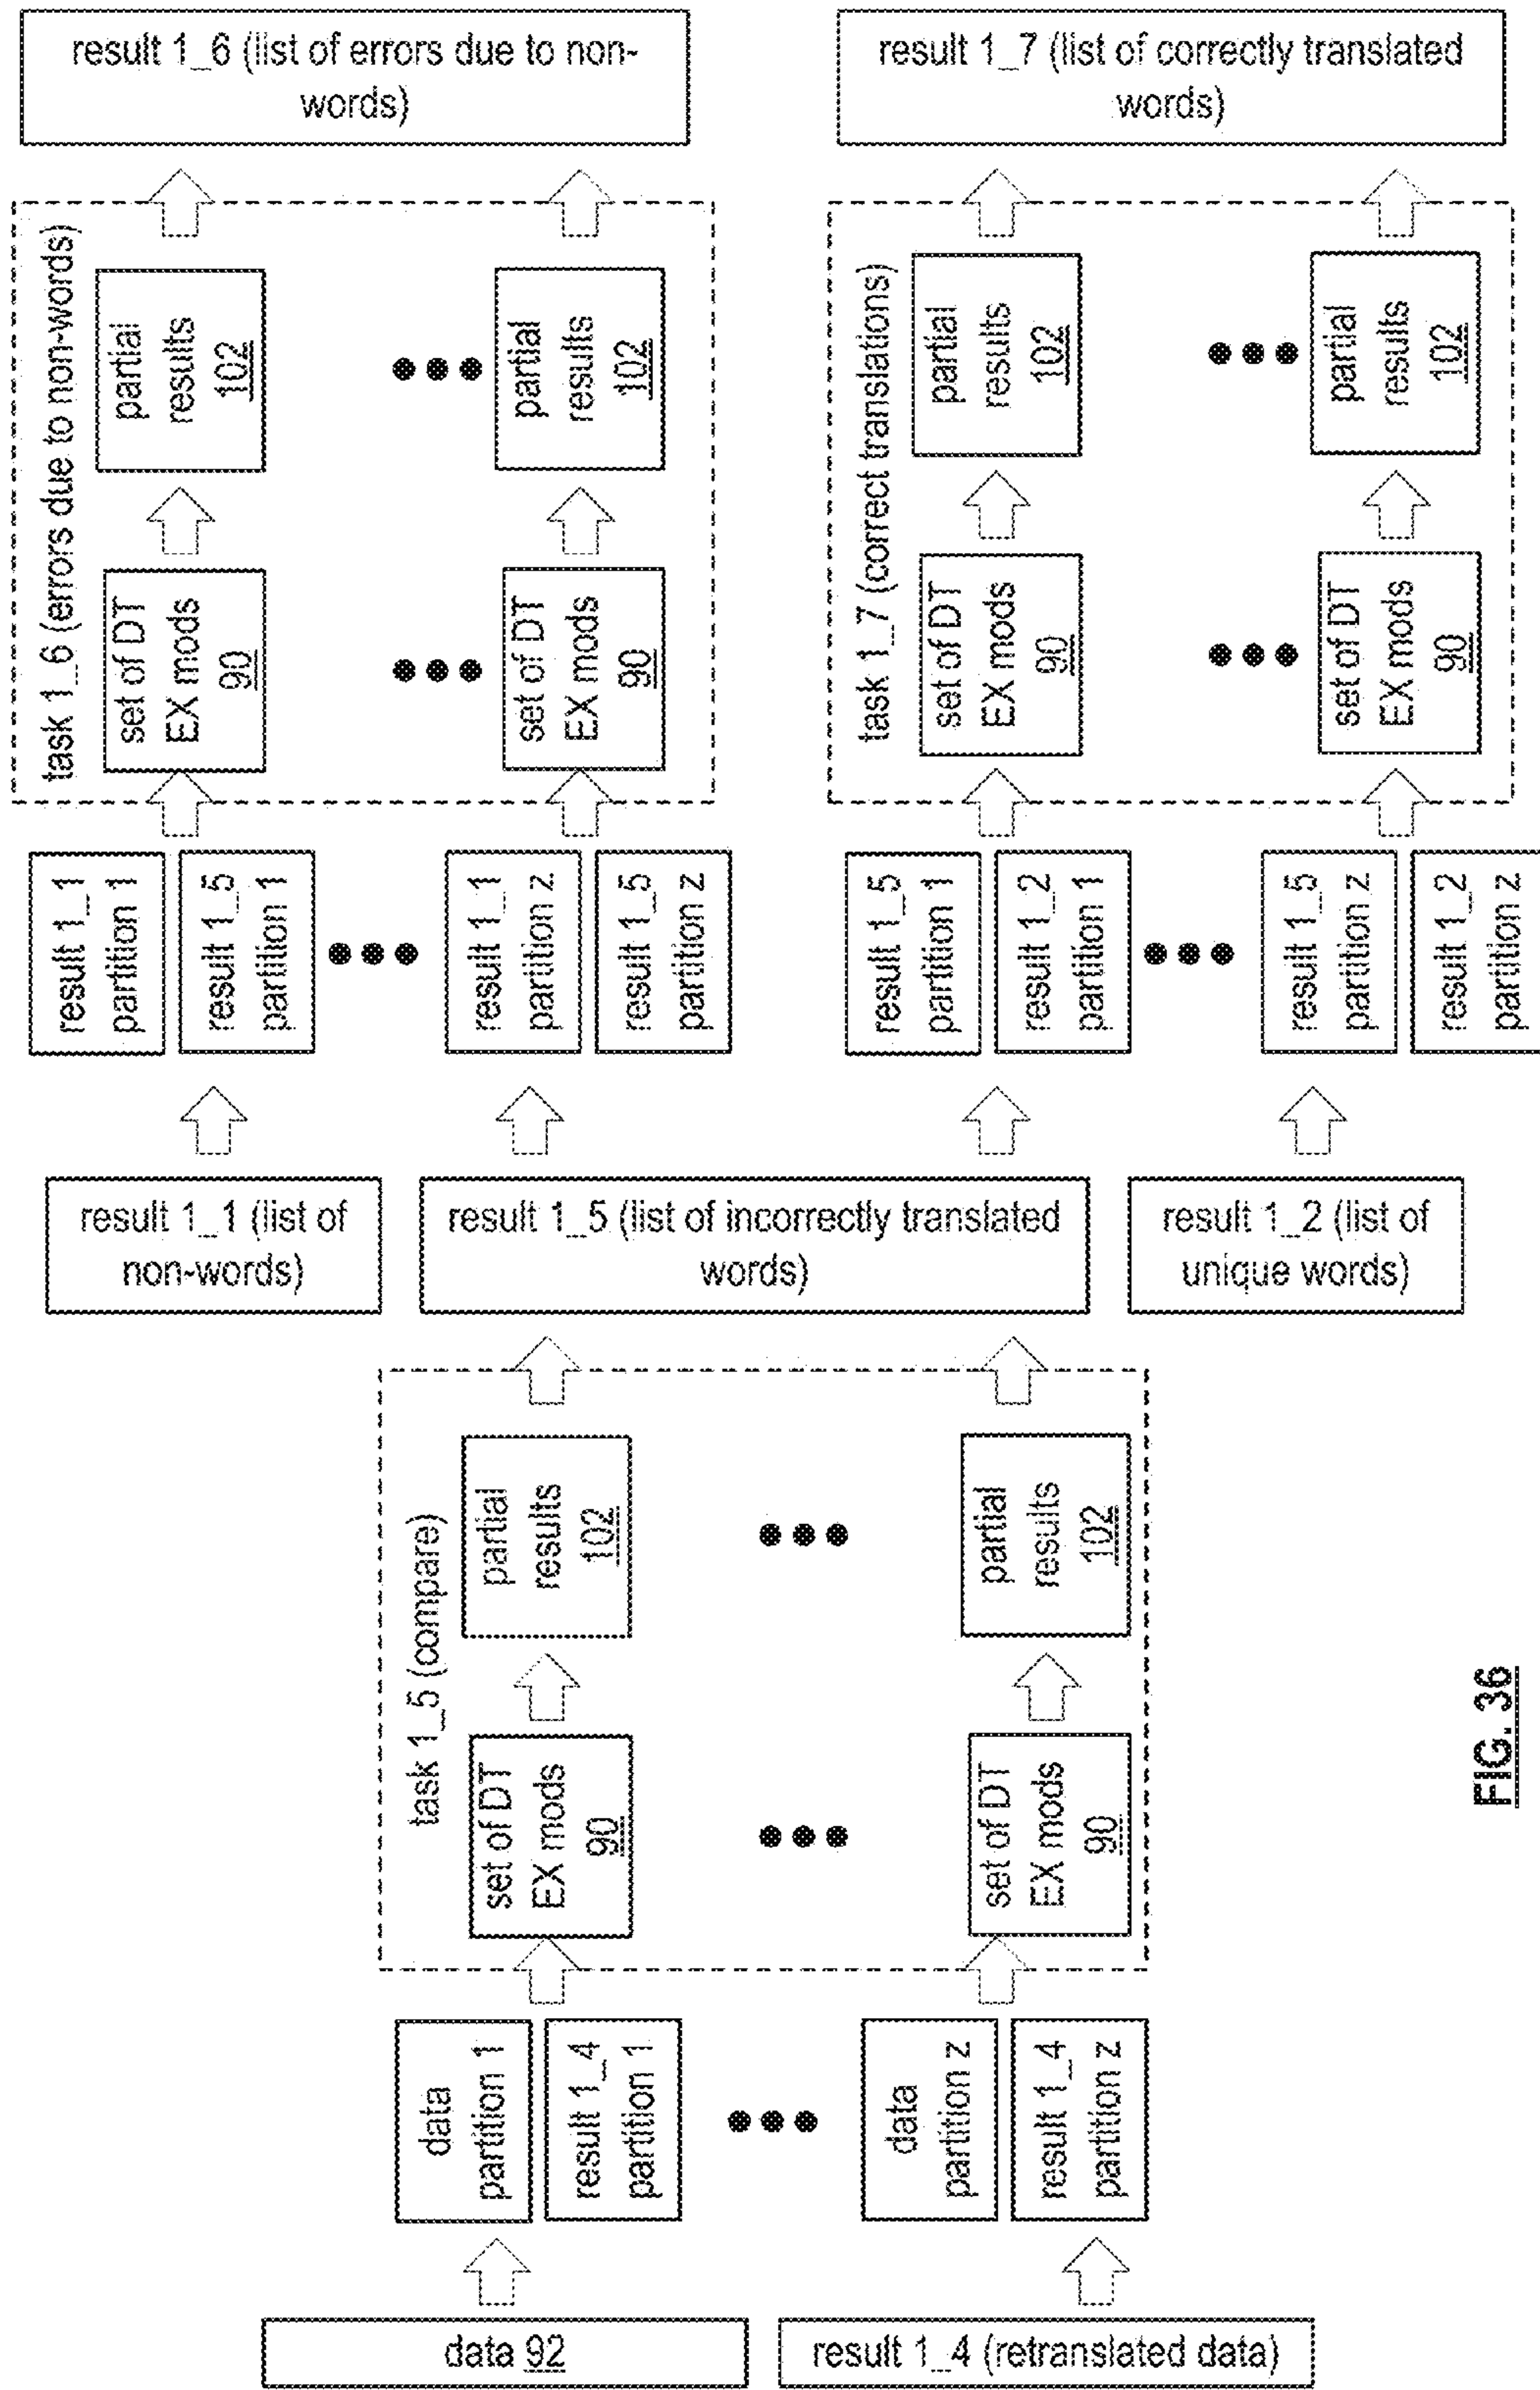 result 1_6 (list of errors due to non-
words)
result 1_7 (list of correctly translated
words)
task 1_6 (errors due to non-words)
partial
results
102
partial
results
102
set of DT
EX mods
90
set of DT
EX mods
90
task 1_7 (correct translations)
partial
results
102
partial
results
102
set of DT
EX mods
90
set of DT
EX mods
90
result 1_1
partition 1
result 1_5
partition 1
result 1_1
partition z
result 1_5
partition z
result 1_5
partition 1
result 1_2
partition 1
result 1_5
partition z
result 1_2
partition z
result 1_1 (list of
non-words)
result 1_5 (list of incorrectly translated
words)
result 1_2 (list of
unique words)
task 1_5 (compare)
partial
results
102
partial
results
102
set of DT
EX mods
90
set of DT
EX mods
90
data
partition 1
result 1_4
partition 1
data
partition z
result 1_4
partition z
data 92
result 1_4 (retranslated data)
FIG. 36